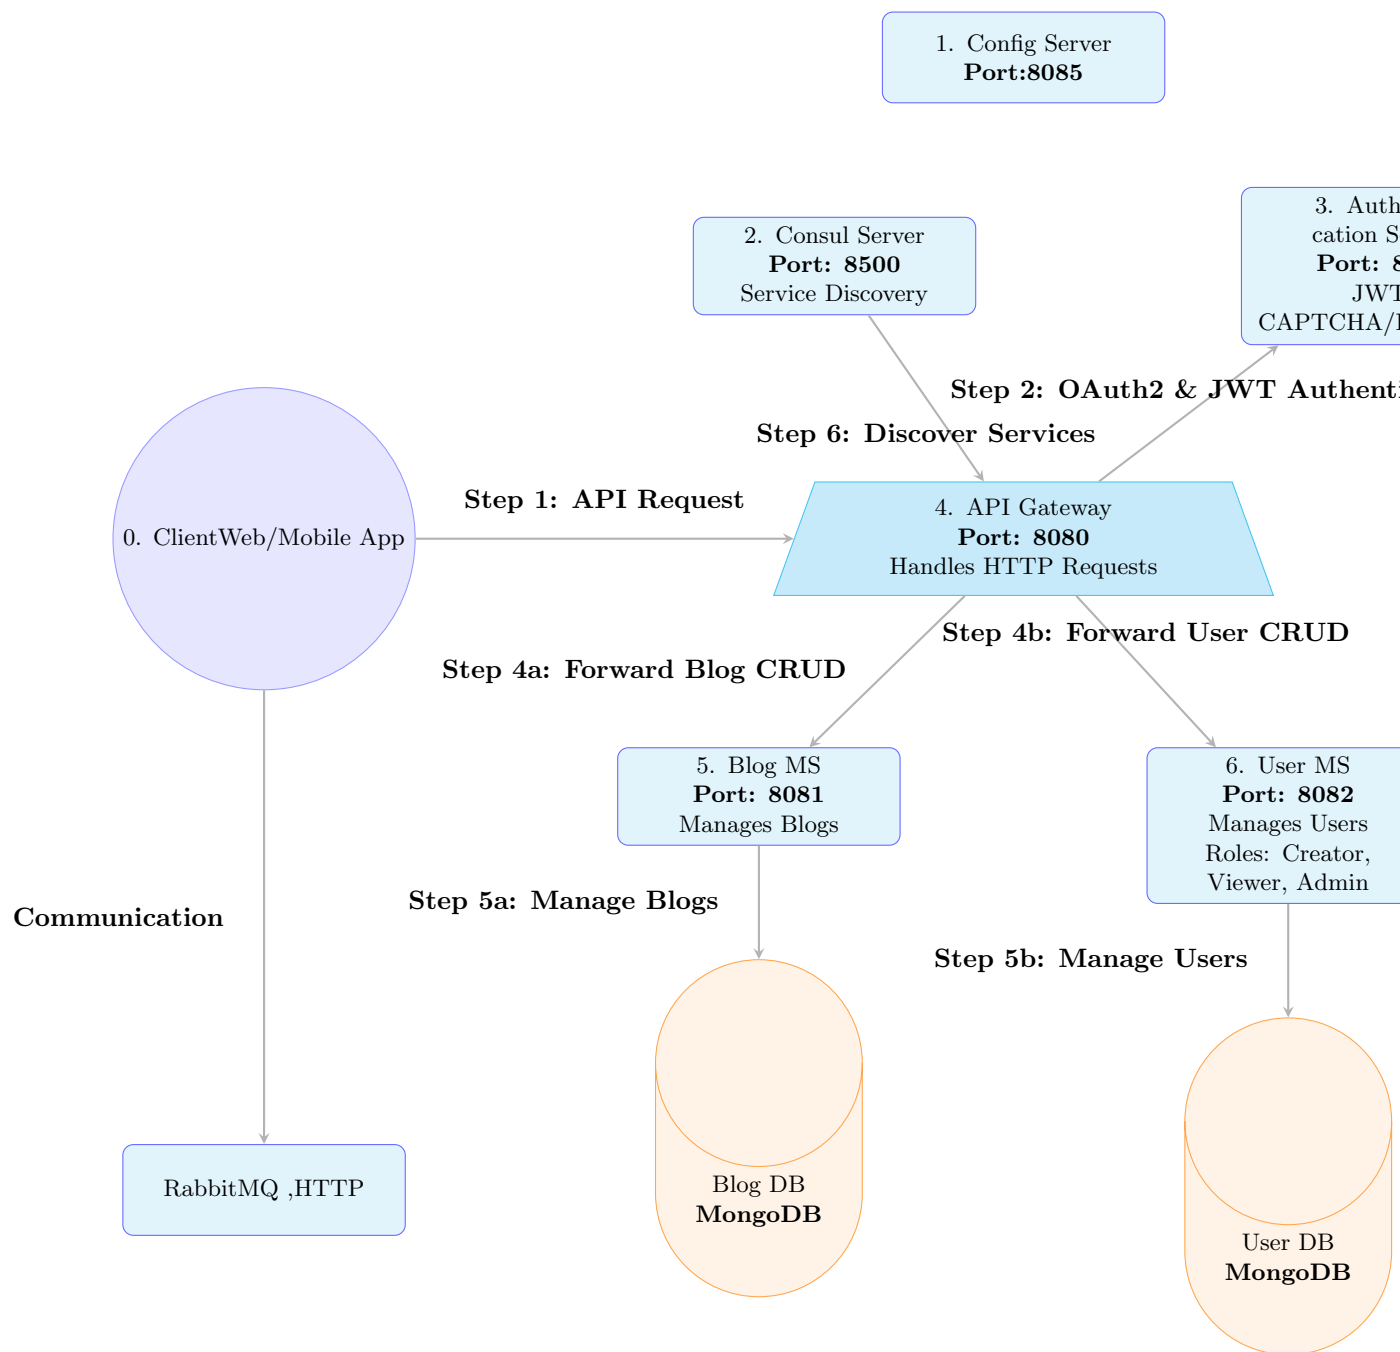 1. Config Server
Port:8085
2. Consul Server
Port: 8500
Service Discovery
3. Auth
cation S
Port:
JWT
CAPTCHA/
Step 2: OAuth2 & JWT Authenti
Step 6: Discover Services
0. ClientWeb/Mobile App
Step 1: API Request
4. API Gateway
Port: 8080
Handles HTTP Requests
Step 4b: Forward User CRUD
Step 4a: Forward Blog CRUD
5. Blog MS
Port: 8081
Manages Blogs
6. User MS
Port: 8082
Manages Users
Roles: Creator,
Viewer, Admin
Step 5a: Manage Blogs
Communication
Step 5b: Manage Users
RabbitMQ ,HTTP
Blog DB
MongoDB
User DB
MongoDB